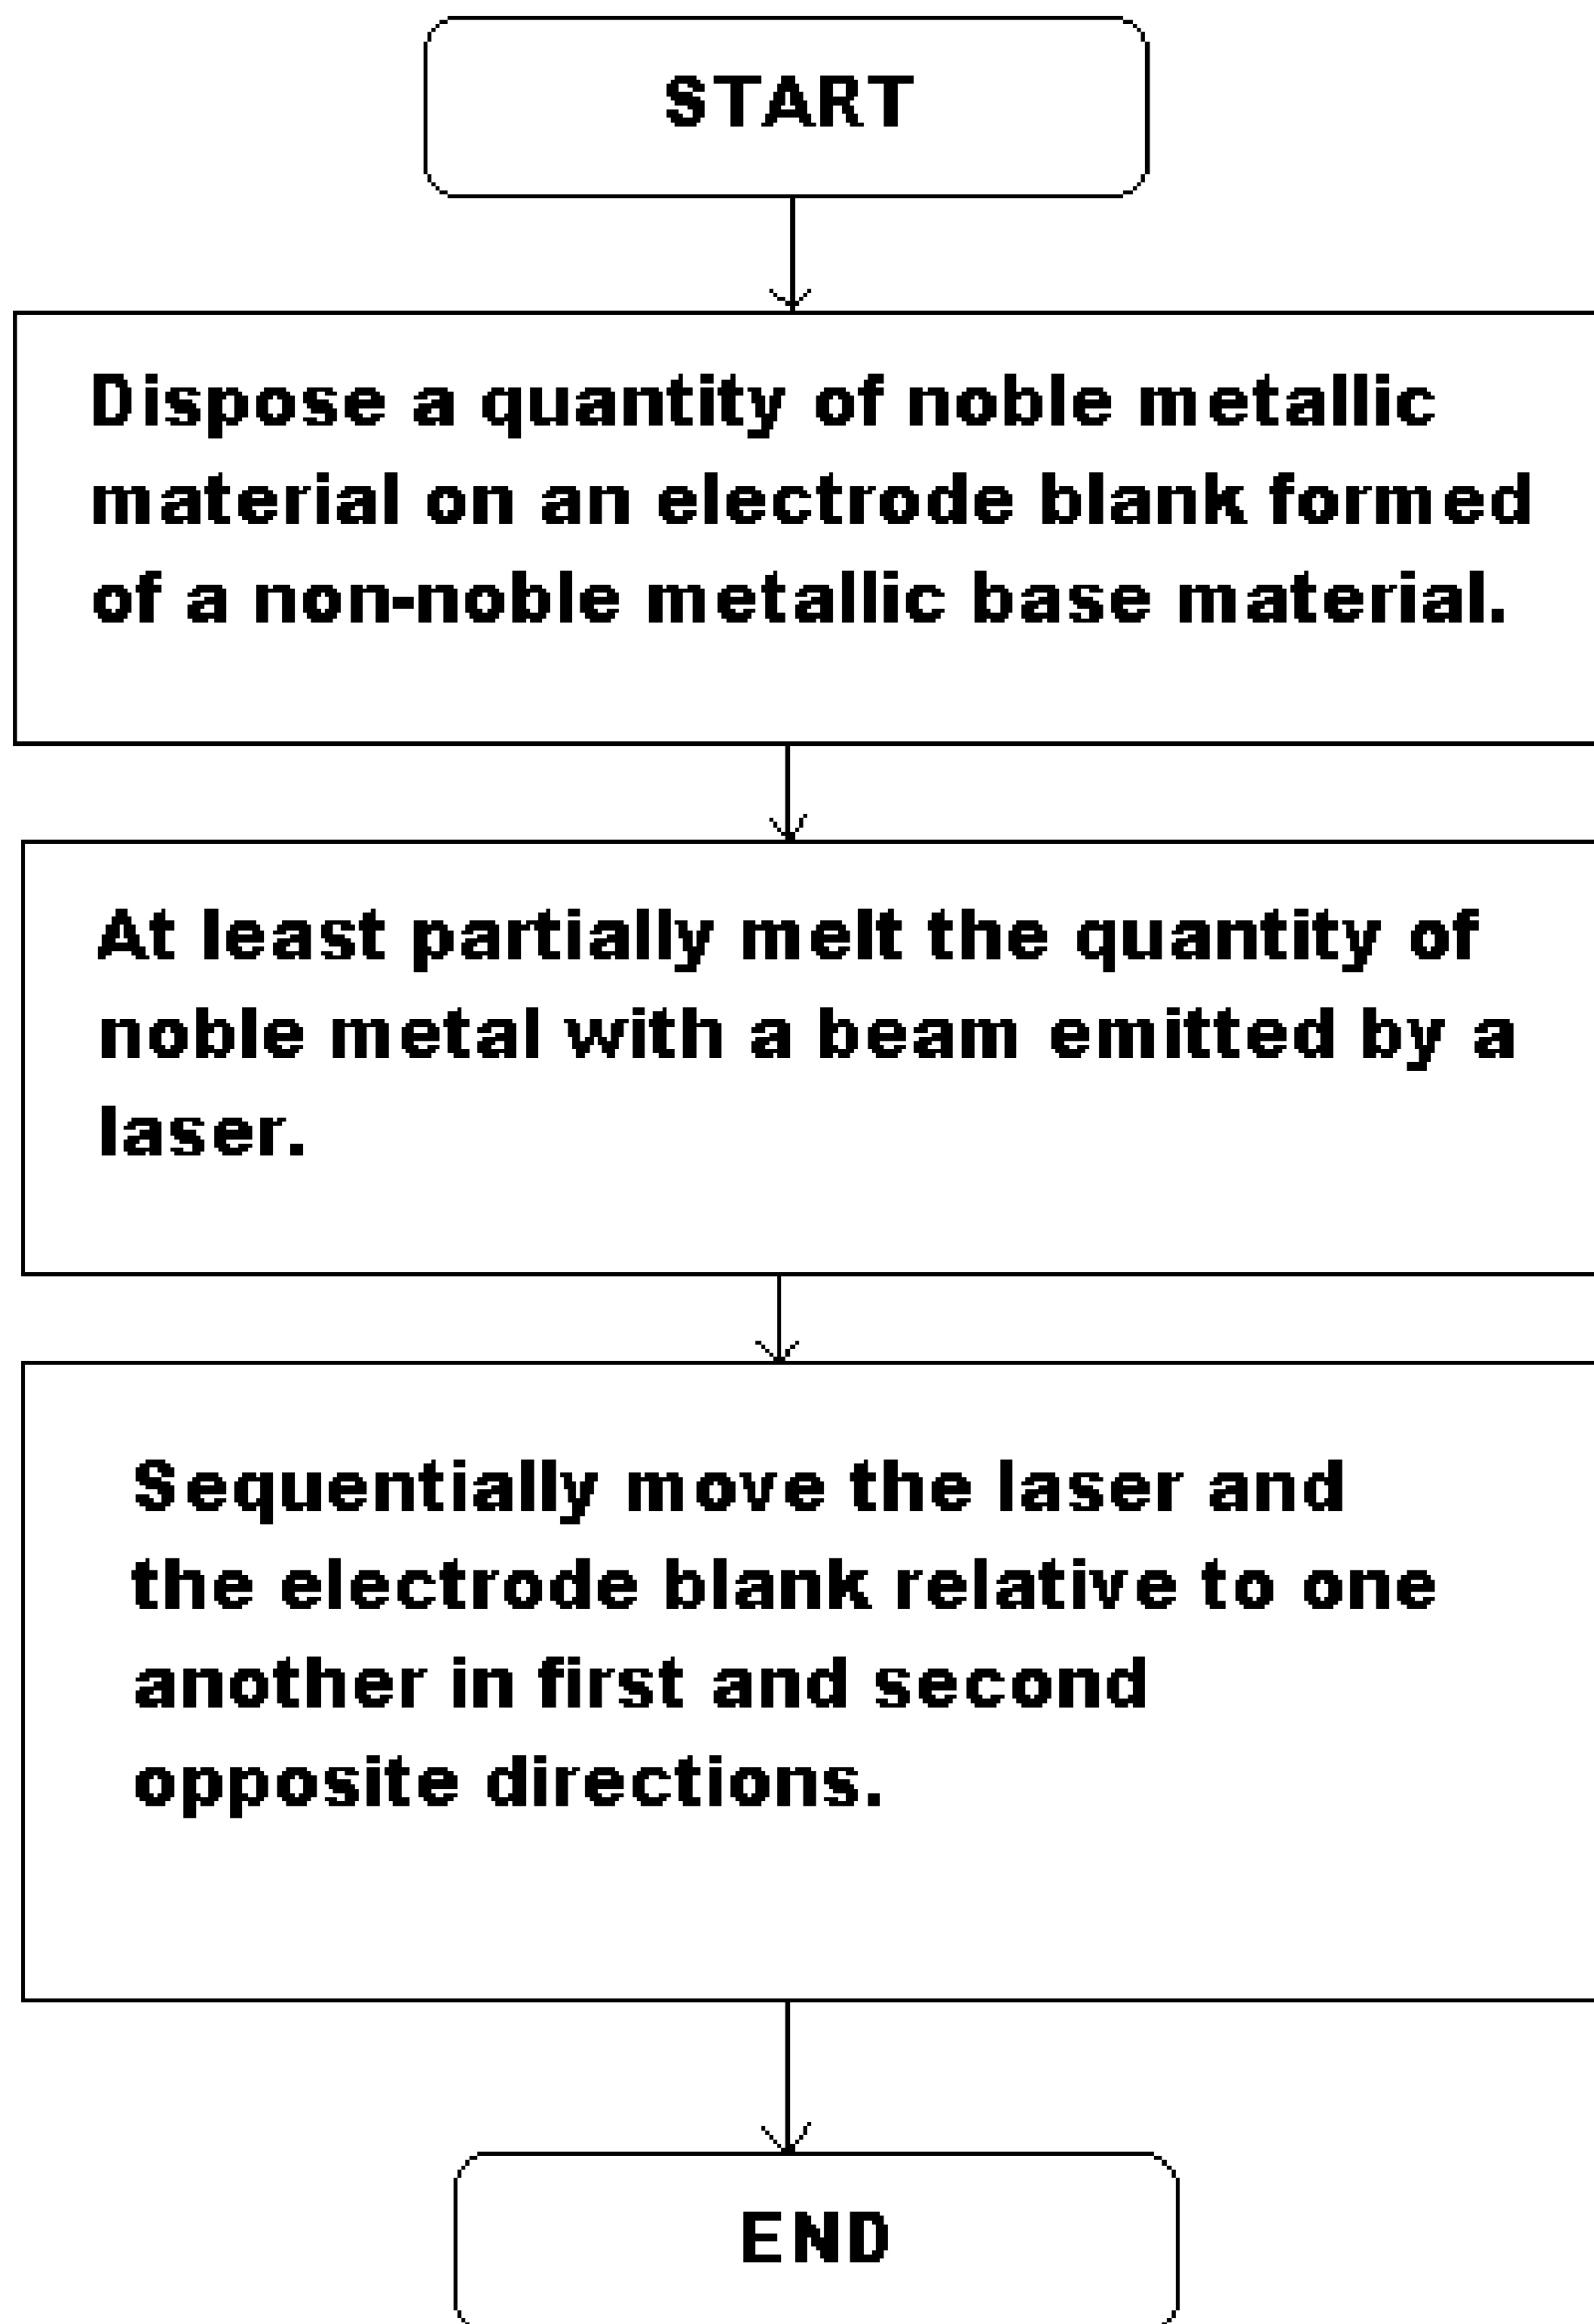 START
Dispose a quantity of noble metallic
material on an electrode blank formed
of a non-noble metallic base material.
At least partially melt the quantity of
noble metal with a beam emitted by a
laser.
Sequentially move the laser and
the electrode blank relative to one
another in first and second
opposite directions.
END